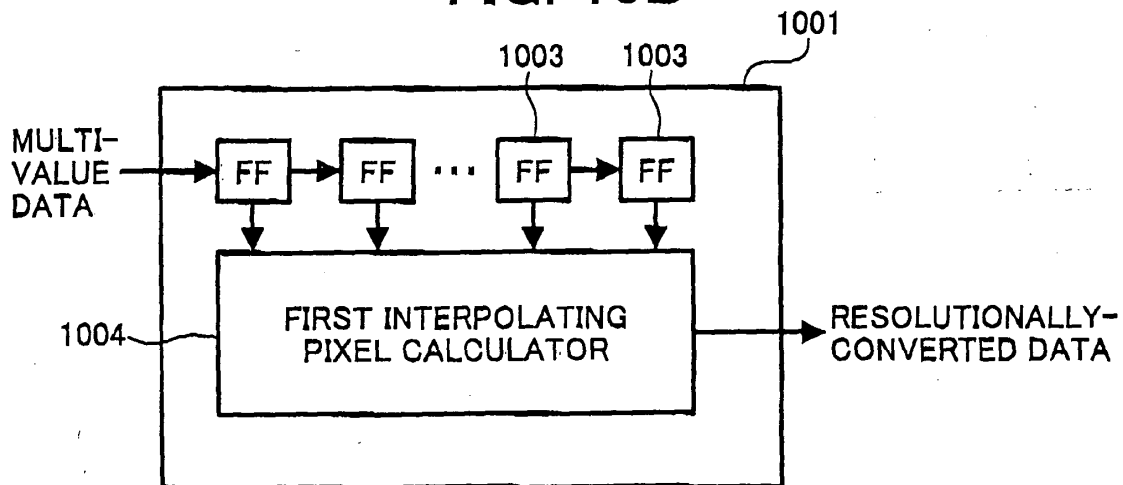 1001
1003 1003
MULTI-
VALUE
DATA
FF FF ... FF FF
1004
FIRST INTERPOLATING
PIXEL CALCULATOR
RESOLUTIONALLY-
CONVERTED DATA